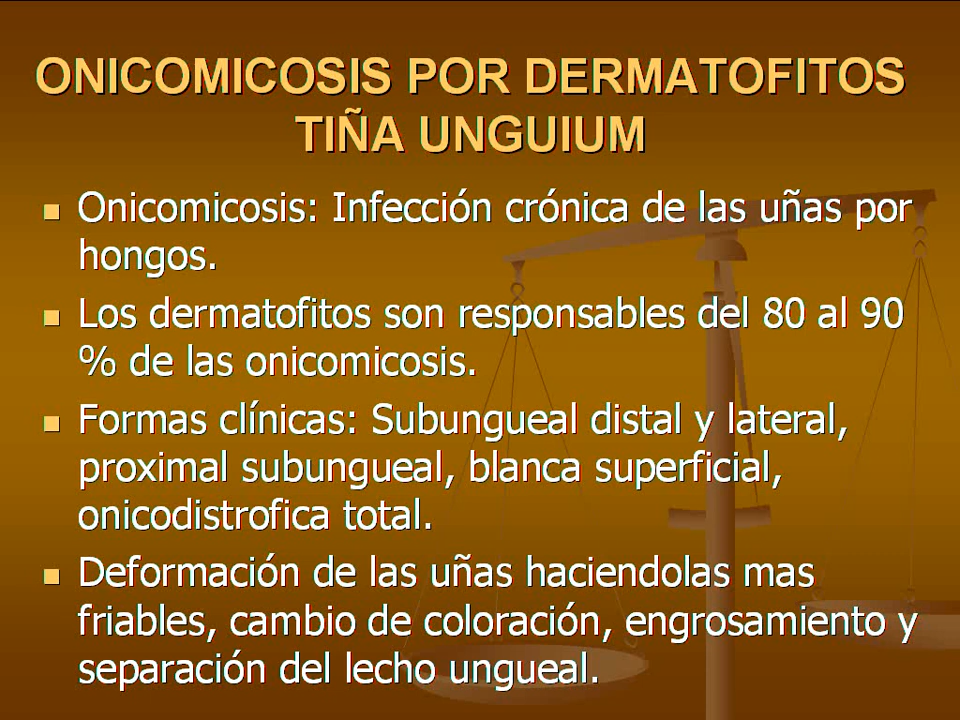 ONICOMICOSIS POR DERMATOFITOS
TIÑA UNGUIUM
Onicomicosis: Infección crónica de las uñas por
hongos.
Los dermatofitos son responsables del 80 al 90
% de las onicomicosis.
Formas clínicas: Subungueal distal y lateral,
proximal subungueal, blanca superficial,
onicodistrofica total.
Deformación de las uñas haciendolas mas
friables, cambio de coloración, engrosamiento y
separación del lecho ungueal.